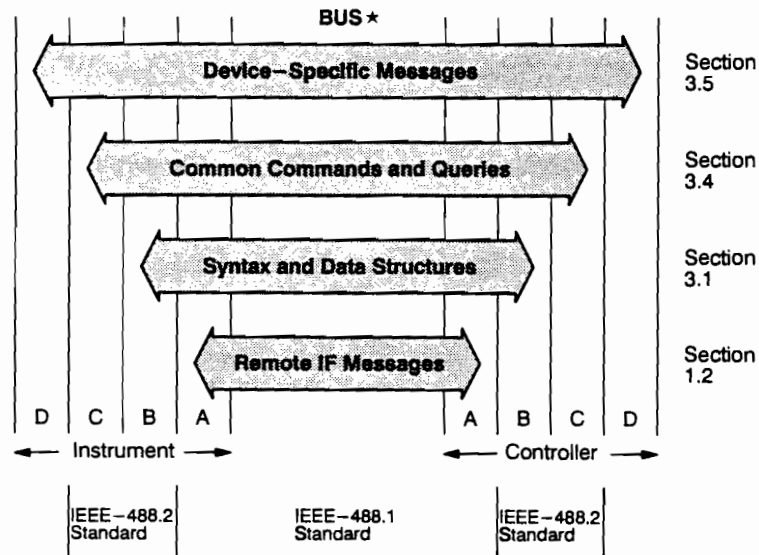 BUS ★
Device–Specific Messages
Section
3.5
Common Commands and Queries
Section
3.4
Syntax and Data Structures
Section
3.1
Remote IF Messages
Section
1.2
D C B A A B C D
Instrument Controller
IEEE–488.2 IEEE–488.1 IEEE–488.2
Standard Standard Standard